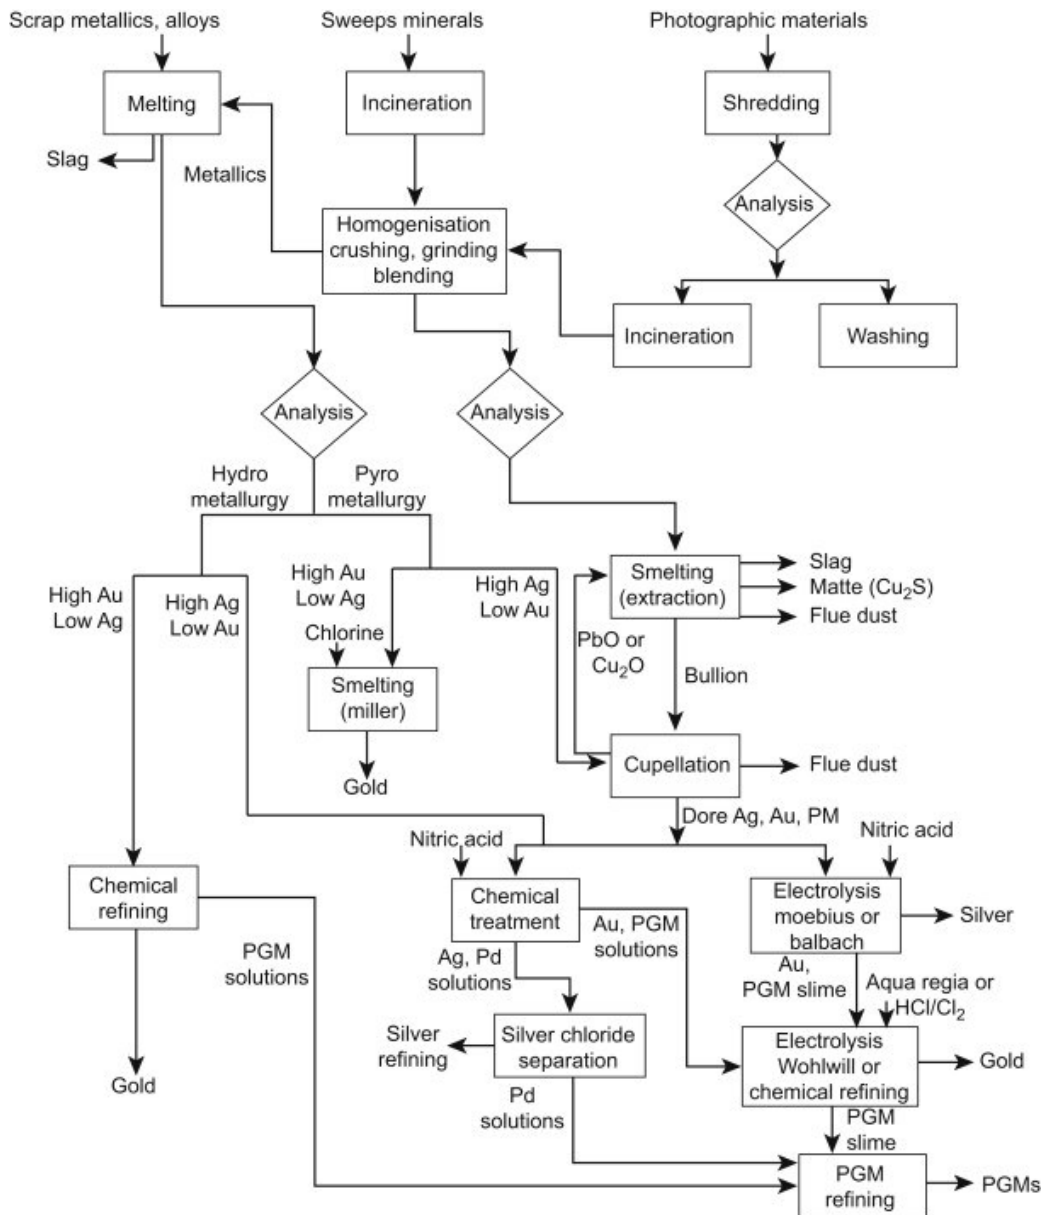 Scrap metallics, alloys
Sweeps minerals
Photographic materials
Melting
Incineration
Shredding
Slag
Metallics
Analysis
Homogenisation
crushing, grinding
blending
Incineration
Washing
Analysis
Analysis
Hydro
metallurgy
Pyro
metallurgy
High Au
Low Ag
High Ag
Low Au
High Au
Low Ag
High Ag
Low Au
Smelting
(extraction)
Slag
Matte (Cu₂S)
Flue dust
Chlorine
PbO or
Cu₂O
Smelting
(miller)
Bullion
Gold
Cupellation
Flue dust
Dore Ag, Au, PM
Nitric acid
Nitric acid
Chemical
refining
Chemical
treatment
Electrolysis
moebius or
balbach
Silver
PGM
solutions
Au, PGM
solutions
Ag, Pd
solutions
Au,
PGM slime
Aqua regia or
HCl/Cl₂
Silver
refining
Silver chloride
separation
Electrolysis
Wohlwill or
chemical refining
Gold
Gold
Pd
solutions
PGM
slime
PGM
refining
PGMs